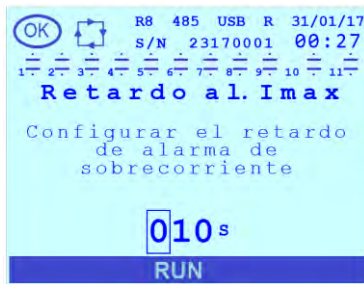 OK R8 485 USB R 31/01/17
S/N 23170001 00:27
1 2 3 4 5 6 7 8 9 10 11
Retardo al. Imax
Configurar el retardo
de alarma de
sobrecorriente
010 s
RUN